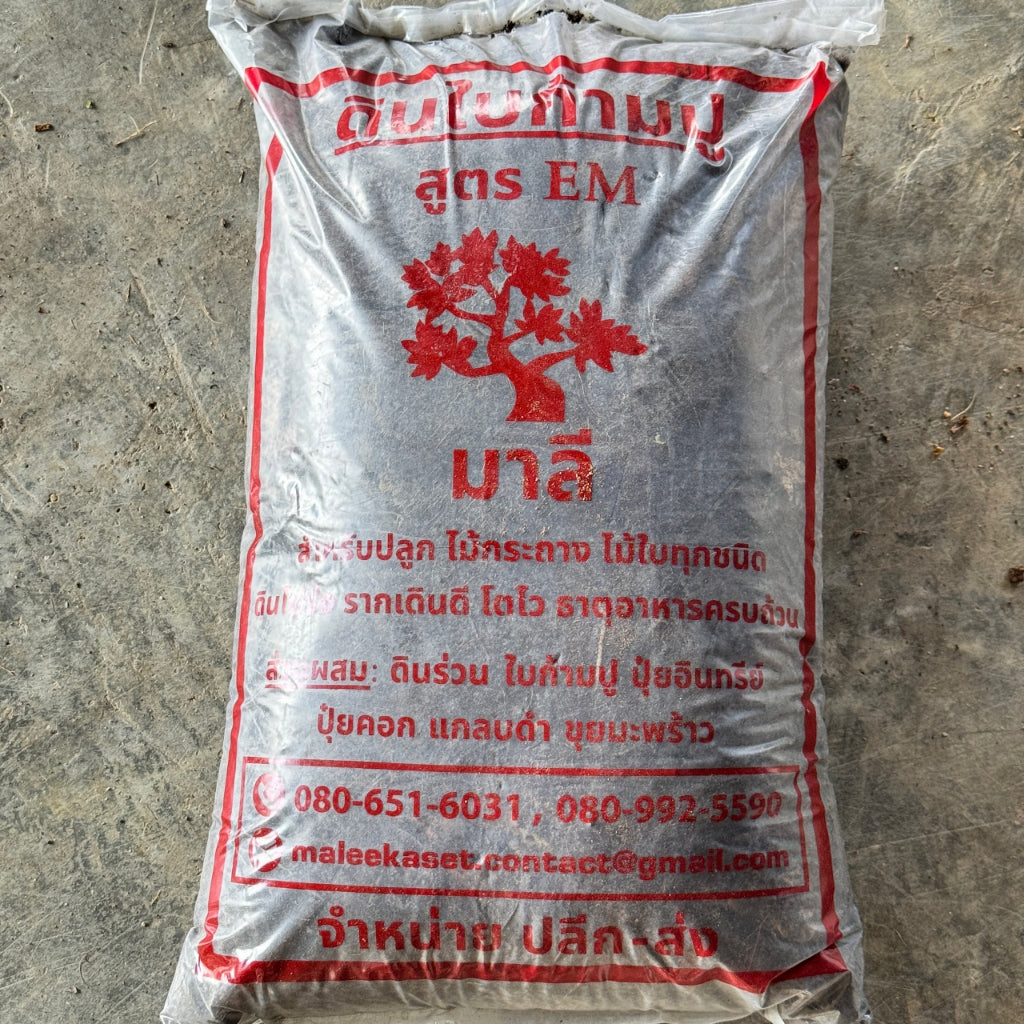 ดินใบก้ามปู
สูตร EM
มาลี
สำหรับปลูก ไม้กระถาง ไม้ใบทุกชนิด
รากเดินดี โตไว ธาตุอาหารครบถ้วน
ส่วนผสม: ดินร่วน ใบก้ามปู ปุ๋ยอินทรีย์
ปุ๋ยคอก แกลบดำ ขุยมะพร้าว
080-651-6031 , 080-992-5590
maleekaset.contact@gmail.com
จำหน่าย ปลีก-ส่ง